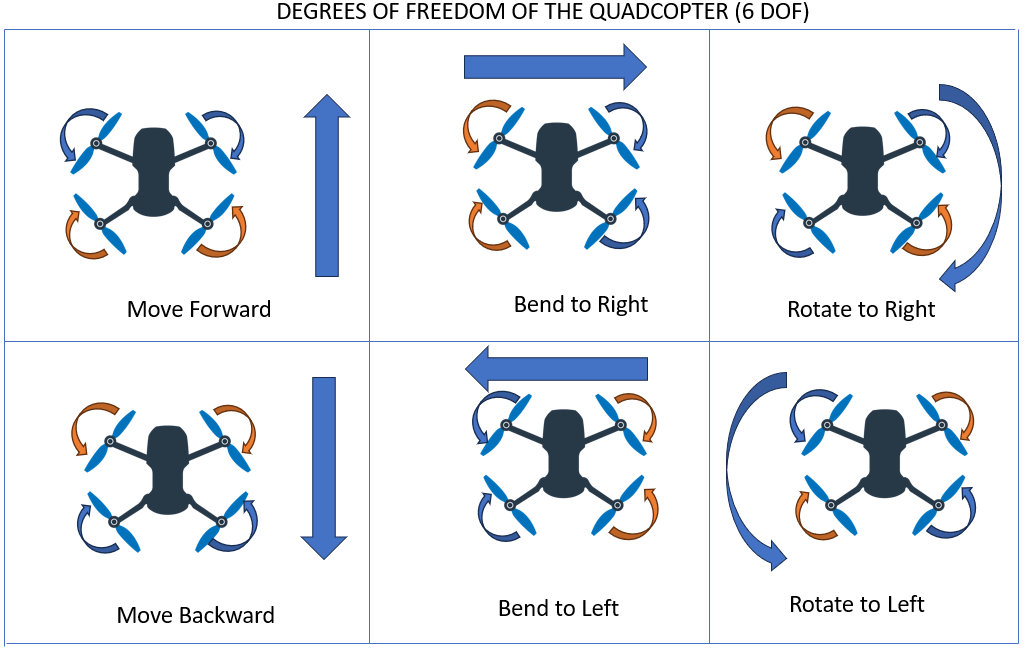 DEGREES OF FREEDOM OF THE QUADCOPTER (6 DOF)
Move Forward
Bend to Right
Rotate to Right
Move Backward
Bend to Left
Rotate to Left